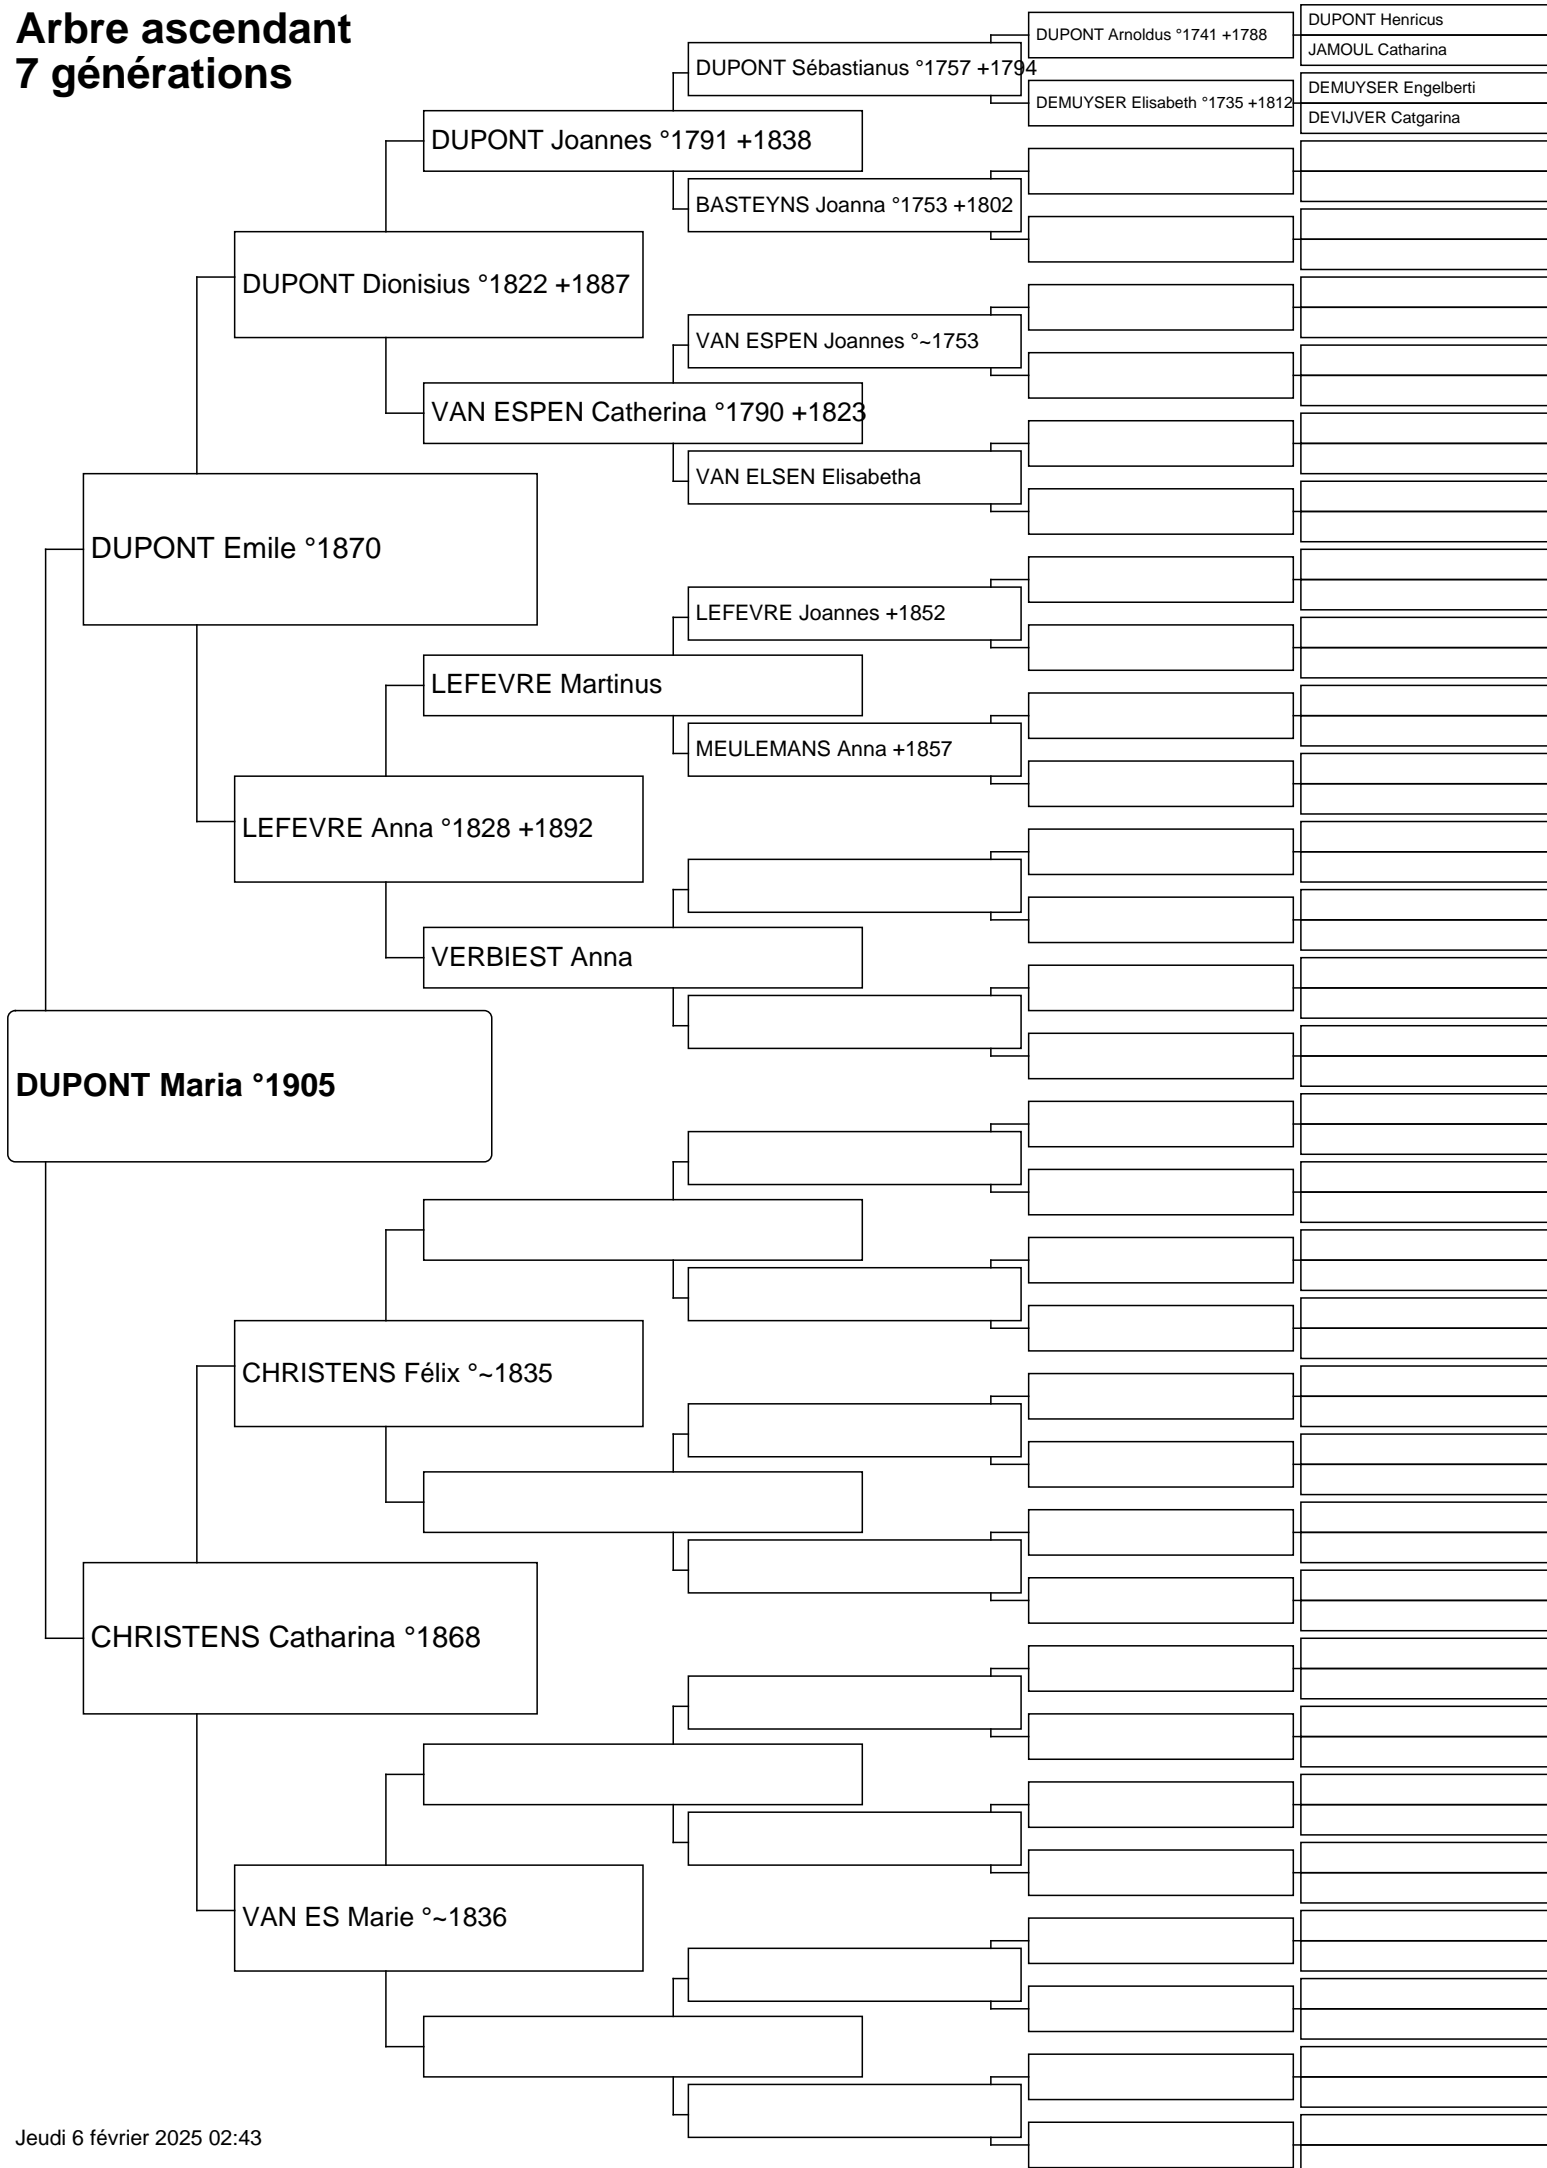 Arbre ascendant
7 générations
DUPONT Henricus
DUPONT Arnoldus °1741 +1788
JAMOUL Catharina
DUPONT Sébastianus °1757 +1794
DEMUYSER Engelberti
DEMUYSER Elisabeth °1735 +1812
DEVIJVER Catgarina
DUPONT Joannes °1791 +1838
BASTEYNS Joanna °1753 +1802
DUPONT Dionisius °1822 +1887
VAN ESPEN Joannes °~1753
VAN ESPEN Catherina °1790 +1823
VAN ELSEN Elisabetha
DUPONT Emile °1870
LEFEVRE Joannes +1852
LEFEVRE Martinus
MEULEMANS Anna +1857
LEFEVRE Anna °1828 +1892
VERBIEST Anna
DUPONT Maria °1905
CHRISTENS Félix °~1835
CHRISTENS Catharina °1868
VAN ES Marie °~1836
Jeudi 6 février 2025 02:43